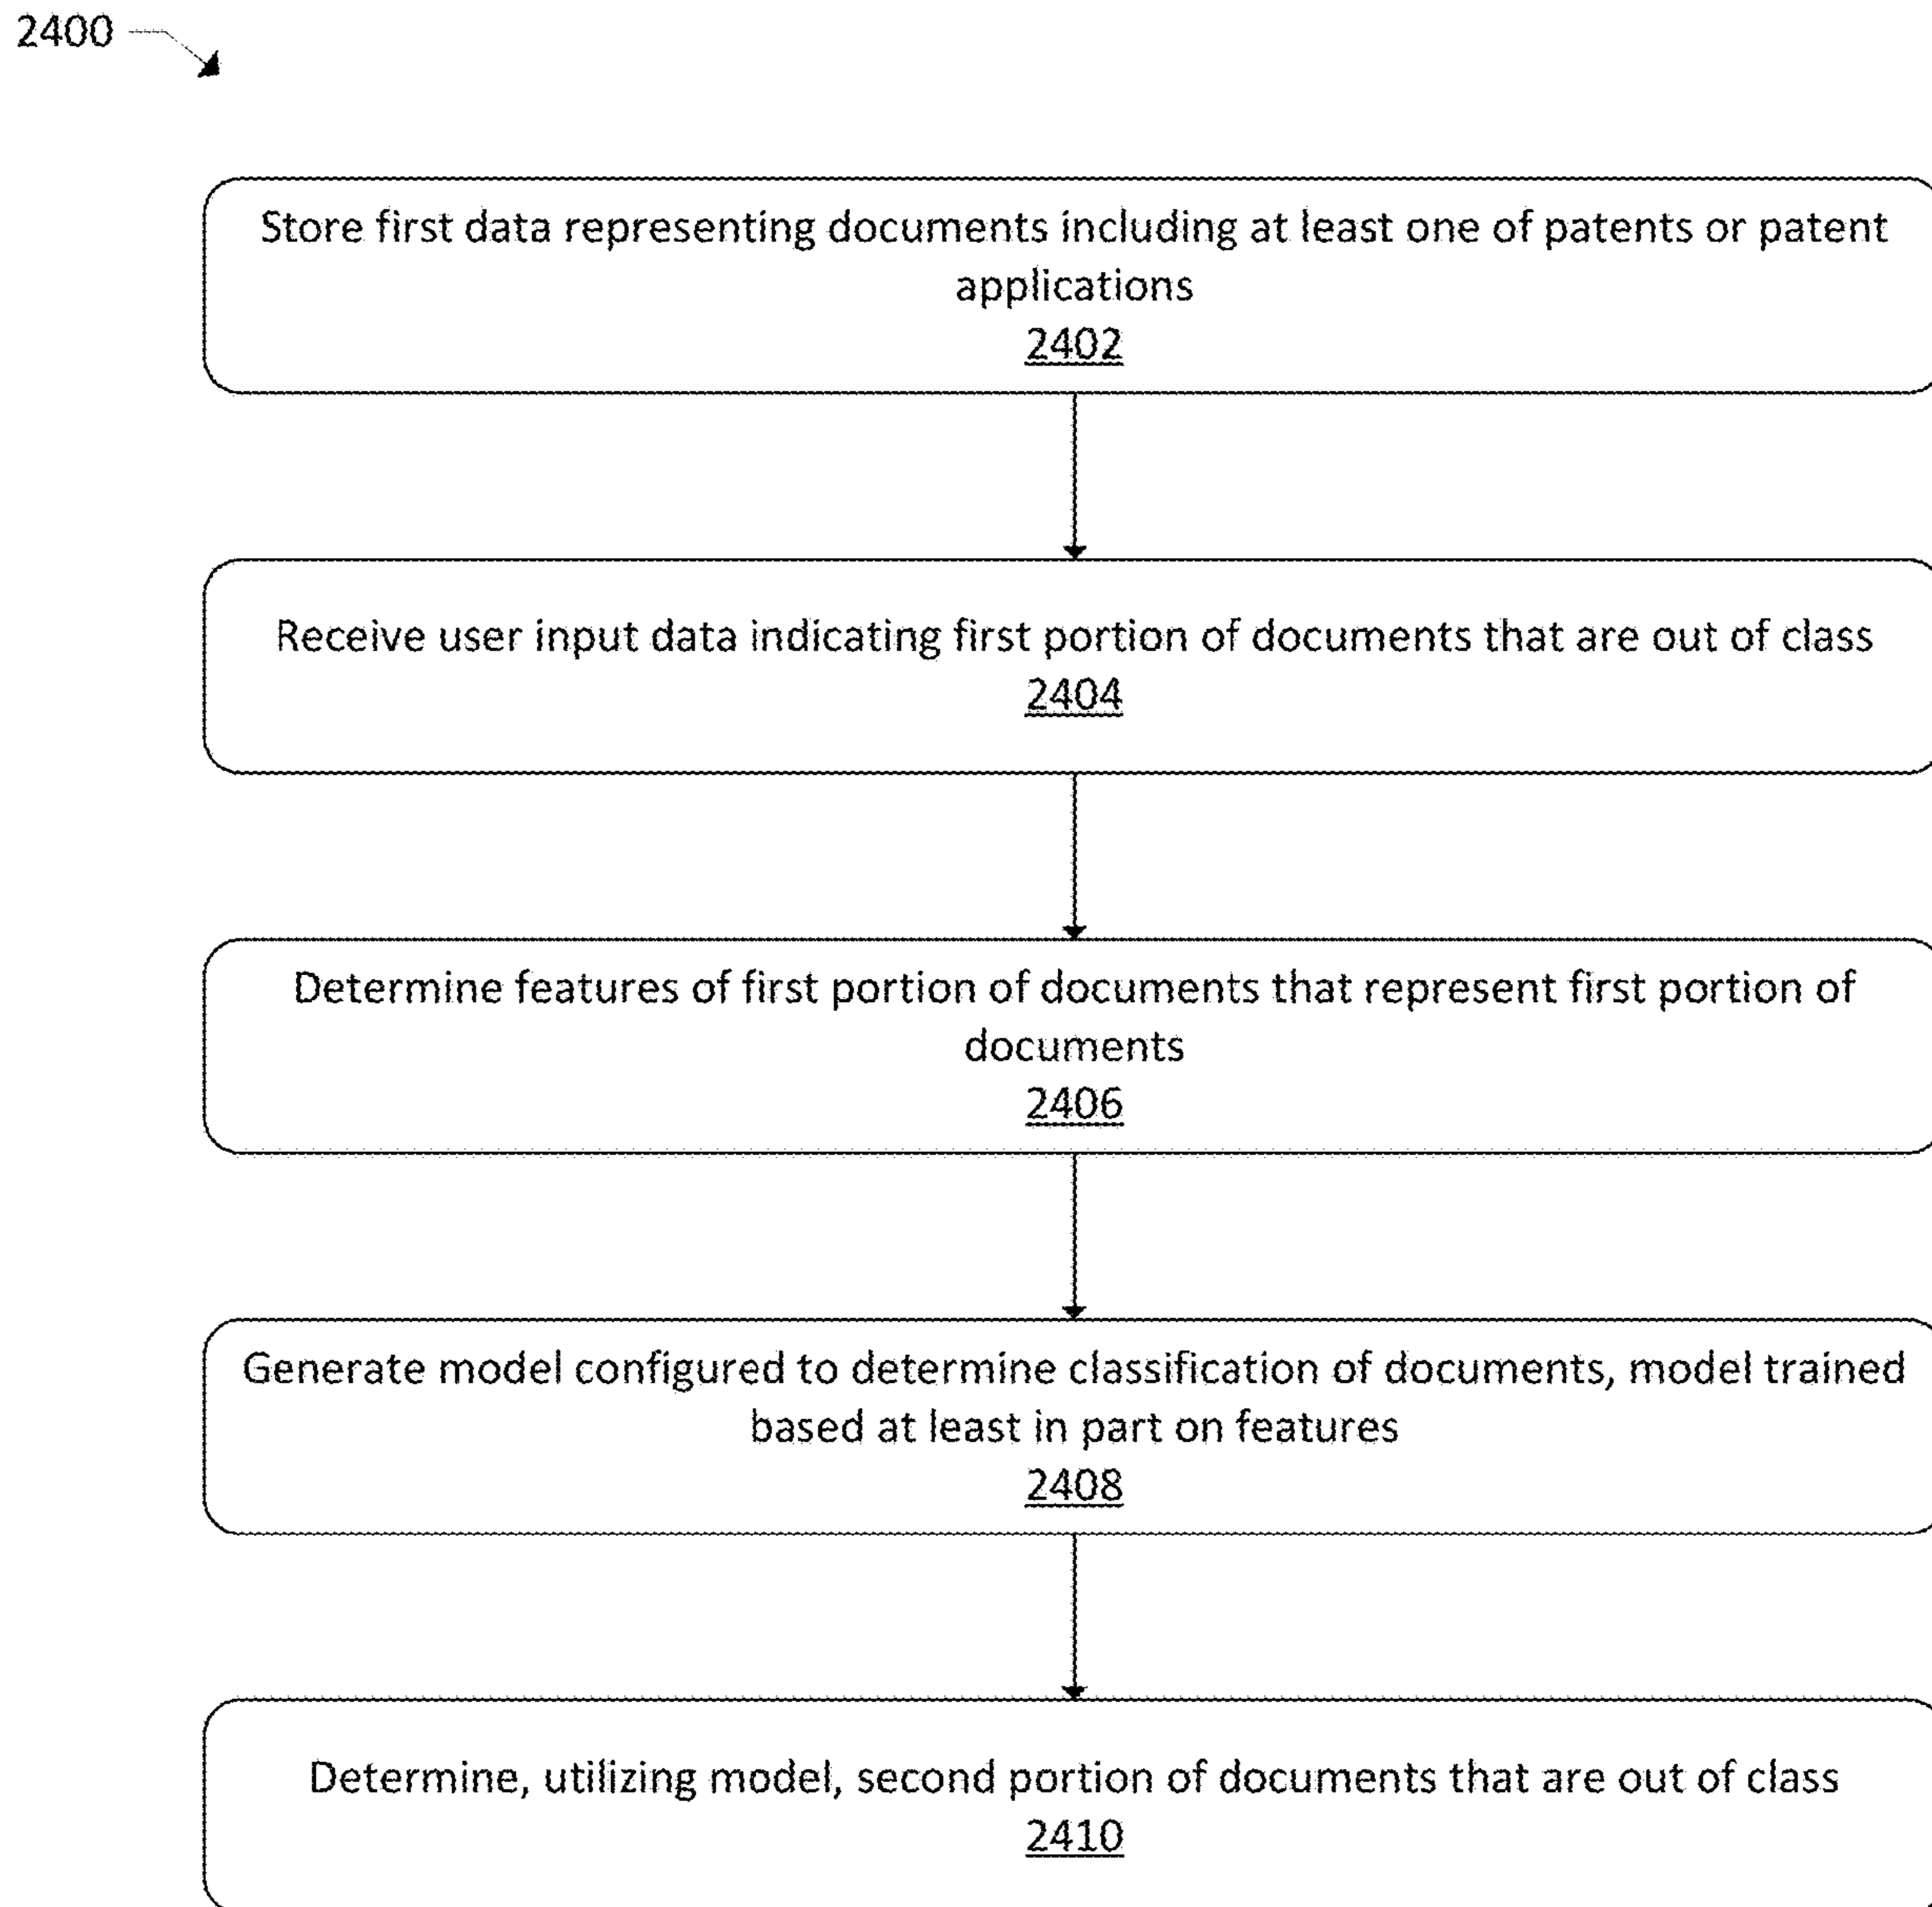 2400
Store first data representing documents including at least one of patents or patent
applications
2402
Receive user input data indicating first portion of documents that are out of class
2404
Determine features of first portion of documents that represent first portion of
documents
2406
Generate model configured to determine classification of documents, model trained
based at least in part on features
2408
Determine, utilizing model, second portion of documents that are out of class
2410